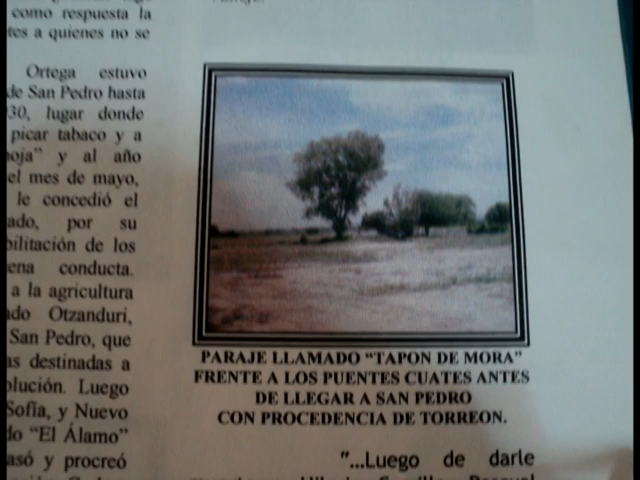 como respuesta la
tes a quienes no se
Ortega estuvo
de San Pedro hasta
30, lugar donde
picar tabaco y a
oja" y al año
el mes de mayo,
le concedió el
ado, por su
bilitación de los
ena conducta.
a la agricultura
do Otzanduri,
San Pedro, que
as destinadas a
olución. Luego
Sofía, y Nuevo
lo "El Álamo"
asó y procreó
PARAJE LLAMADO "TAPON DE MORA"
FRENTE A LOS PUENTES CUATES ANTES
DE LLEGAR A SAN PEDRO
CON PROCEDENCIA DE TORREON.
"...Luego de darle